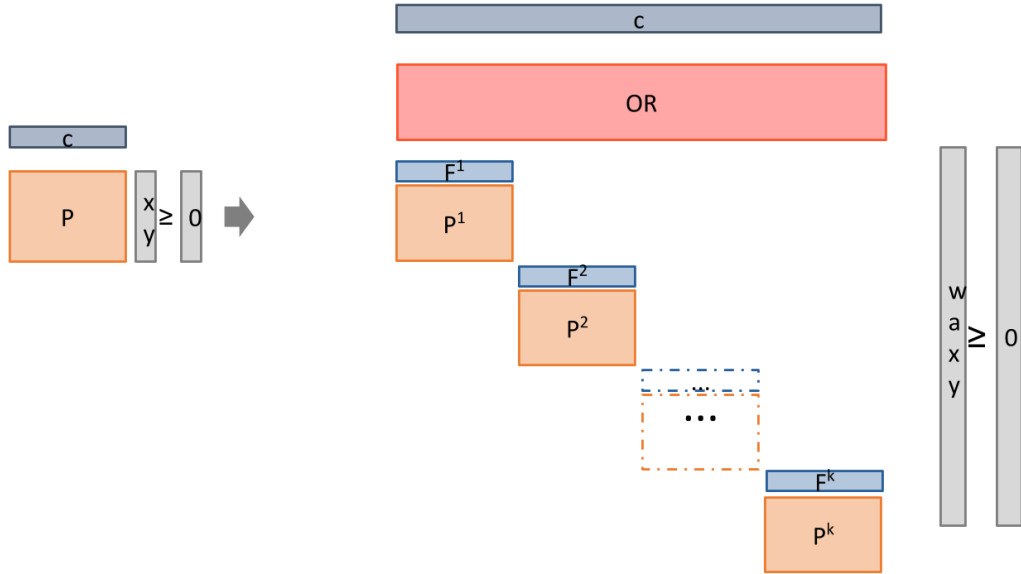 c
OR
c
P
x
y
≥
0
F¹
P¹
F²
P²
...
...
Fᵏ
Pᵏ
w
a
x
y
≥
0